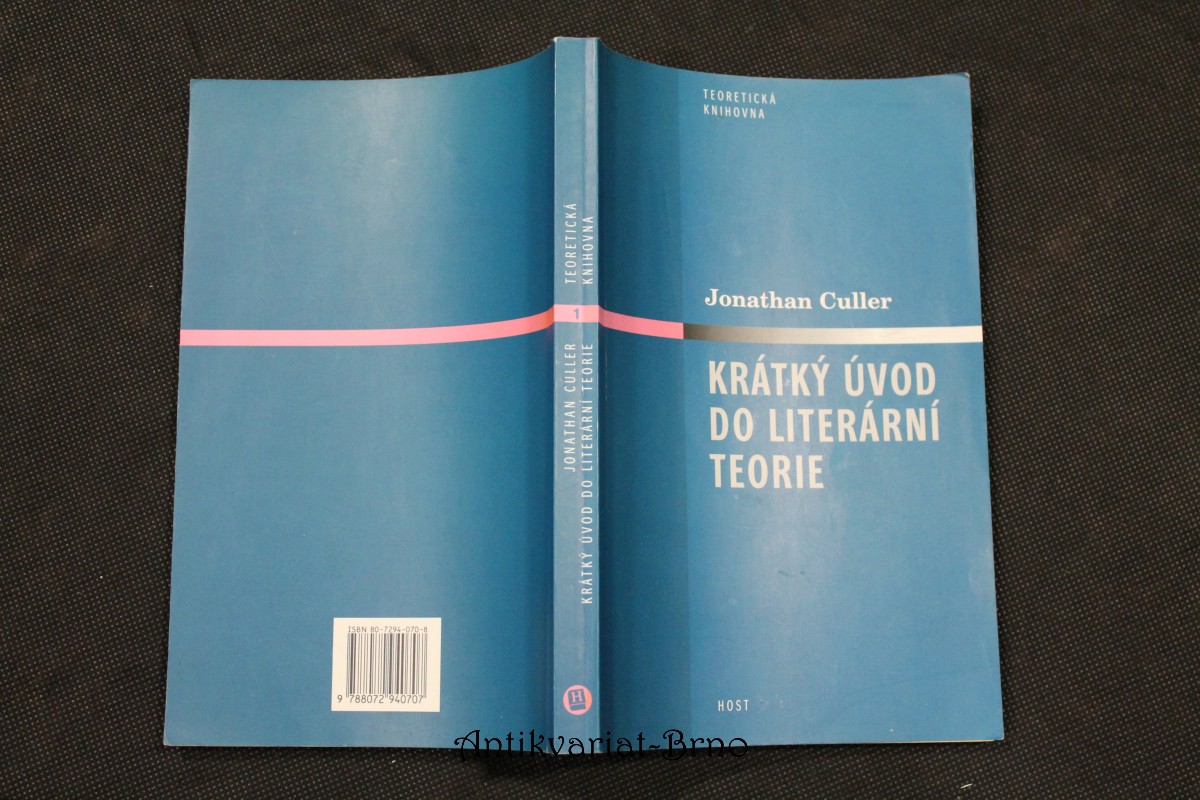 TEORETICKÁ
KNIHOVNA
Jonathan Culler
KRÁTKÝ ÚVOD
DO LITERÁRNÍ
TEORIE
HOST
TEORETICKÁ
KNIHOVNA
1
JONATHAN CULLER
KRÁTKÝ ÚVOD DO LITERÁRNÍ TEORIE
H
ISBN 80-7294-070-8
9 788072 940707
Antikvariat-Brno